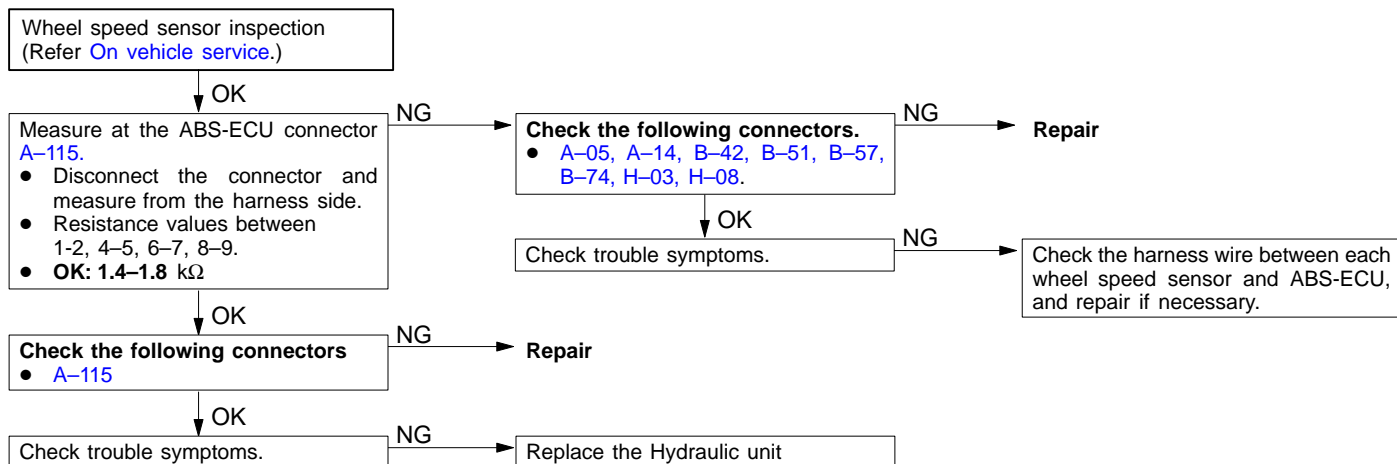 Wheel speed sensor inspection
(Refer On vehicle service.)
OK
Measure at the ABS-ECU connector
A–115.
● Disconnect the connector and
measure from the harness side.
● Resistance values between
1-2, 4–5, 6–7, 8–9.
● OK: 1.4–1.8 kΩ
NG
Check the following connectors.
● A–05, A–14, B–42, B–51, B–57,
B–74, H–03, H–08.
NG
Repair
OK
Check trouble symptoms.
NG
Check the harness wire between each
wheel speed sensor and ABS-ECU,
and repair if necessary.
OK
Check the following connectors
● A–115
NG
Repair
OK
Check trouble symptoms.
NG
Replace the Hydraulic unit